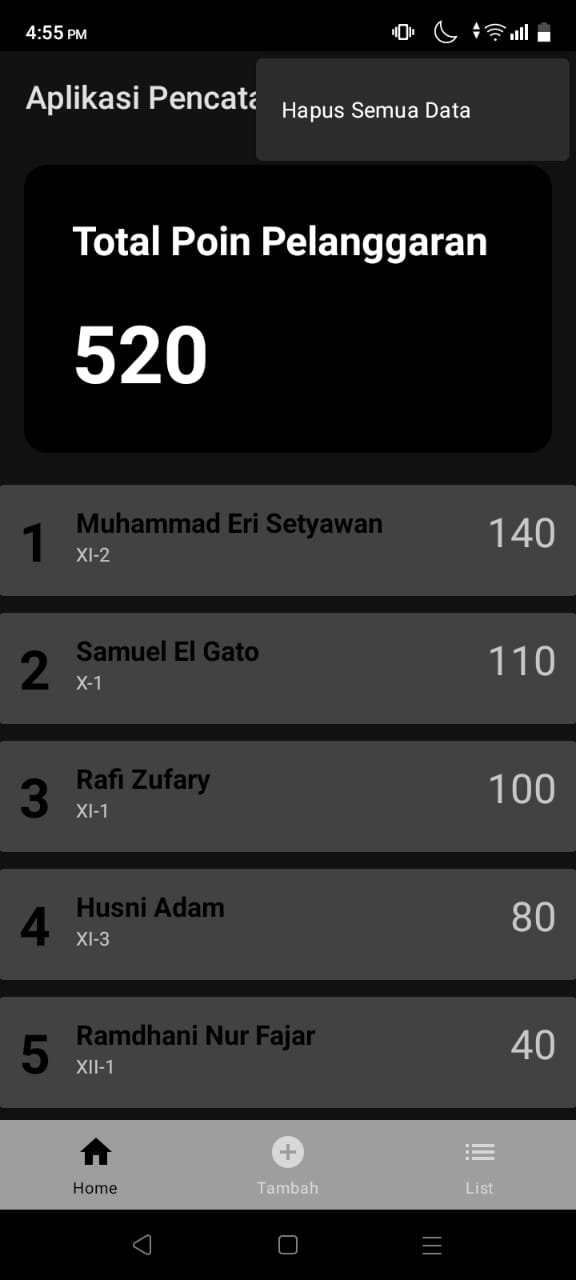 4:55 PM
Aplikasi Pencata
Hapus Semua Data
Total Poin Pelanggaran
520
1
Muhammad Eri Setyawan
XI-2
140
2
Samuel El Gato
X-1
110
3
Rafi Zufary
XI-1
100
4
Husni Adam
XI-3
80
5
Ramdhani Nur Fajar
XII-1
40
Home
Tambah
List